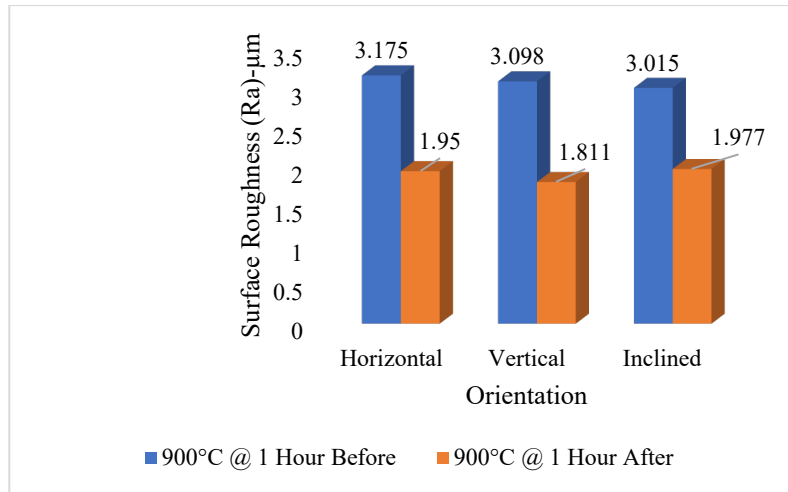 Surface Roughness (Ra)-μm
3.5
3
2.5
2
1.5
1
0.5
0
3.175
1.95
3.098
1.811
3.015
1.977
Horizontal
Vertical
Inclined
Orientation
900°C @ 1 Hour Before
900°C @ 1 Hour After